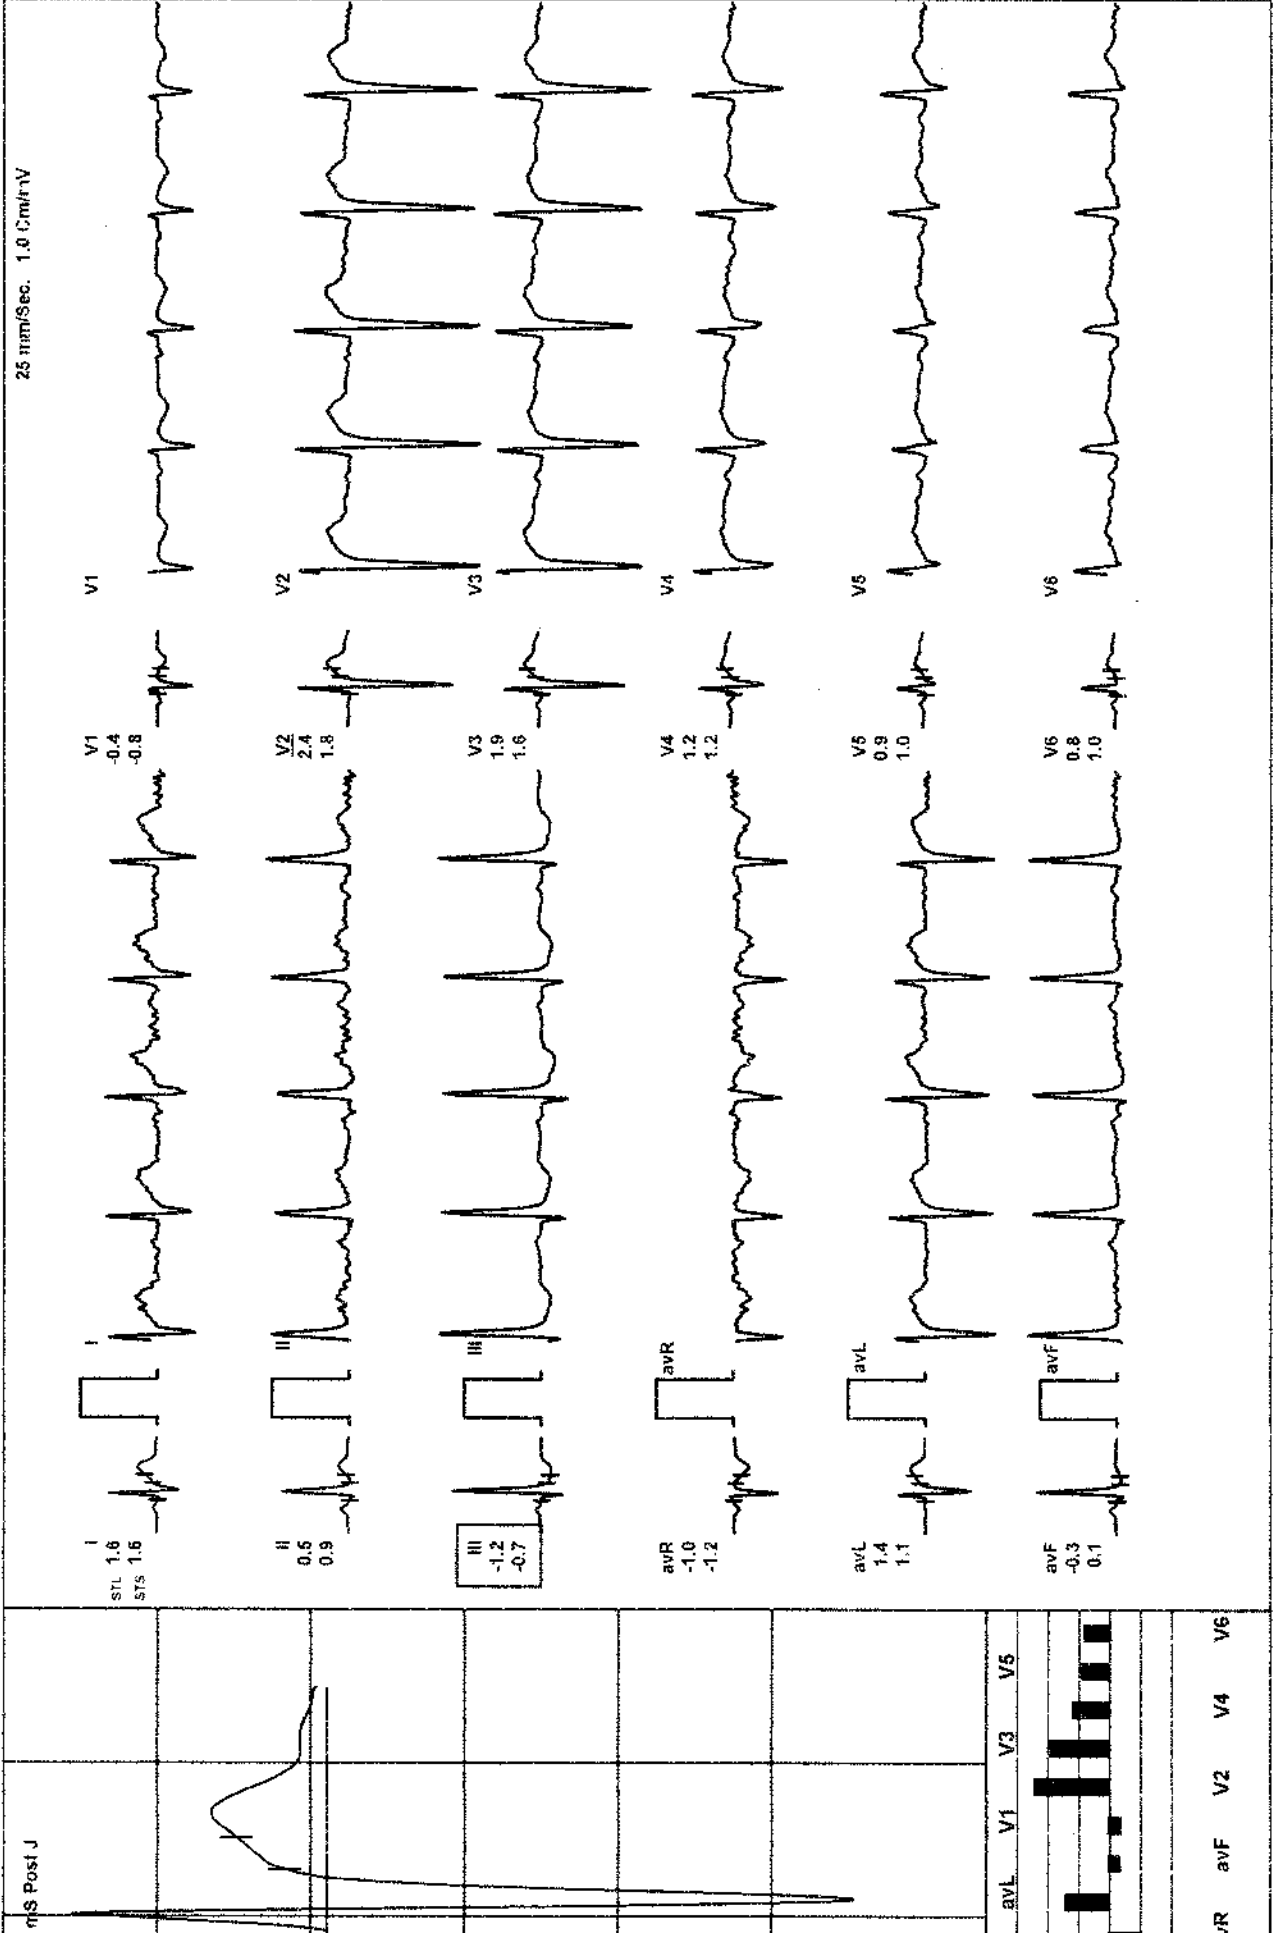 25 mm/Sec. 1.0 Cm/mV
mS Post J
I
STL 1.6
STS 1.6
I
V1
-0.4
-0.8
V1
II
0.5
0.9
II
V2
2.4
1.8
V2
III
-1.2
-0.7
III
V3
1.9
1.6
V3
avR
-1.0
-1.2
avR
V4
1.2
1.2
V4
avL
1.4
1.1
avL
V5
0.9
1.0
V5
avF
-0.3
0.1
avF
V6
0.8
1.0
V6
avL V1 V3 V5
vR avF V2 V4 V6